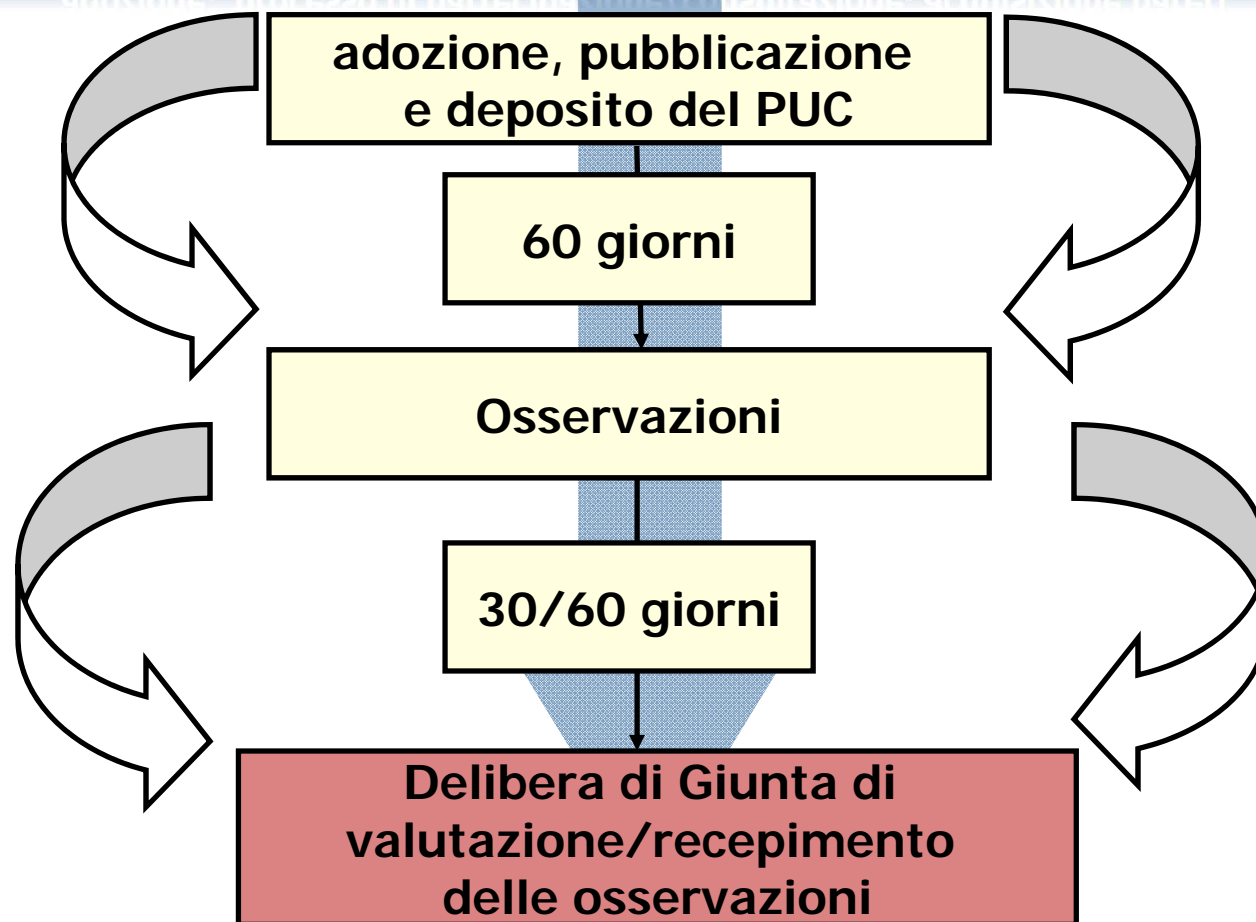 adozione, pubblicazione
e deposito del PUC
60 giorni
Osservazioni
30/60 giorni
Delibera di Giunta di
valutazione/recepimento
delle osservazioni